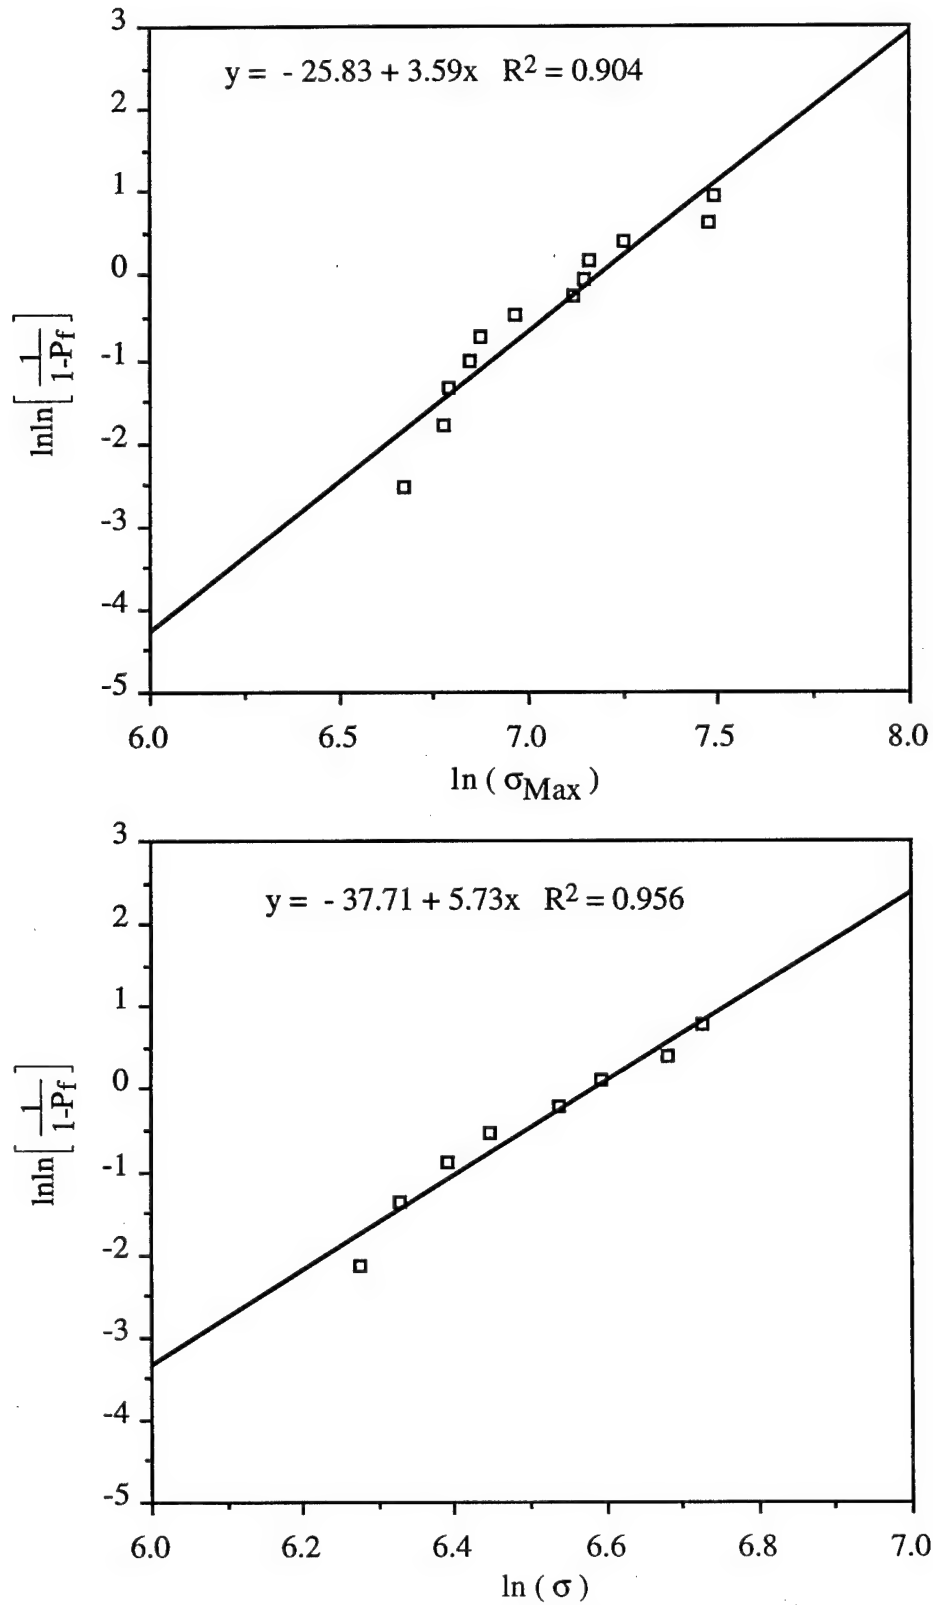 3
y = - 25.83 + 3.59x R² = 0.904
2
1
0
-1
-2
-3
-4
-5
lnln[1/1-Pf]
6.0 6.5 7.0 7.5 8.0
ln ( σMax )
3
y = - 37.71 + 5.73x R² = 0.956
2
1
0
-1
-2
-3
-4
-5
lnln[1/1-Pf]
6.0 6.2 6.4 6.6 6.8 7.0
ln ( σ )